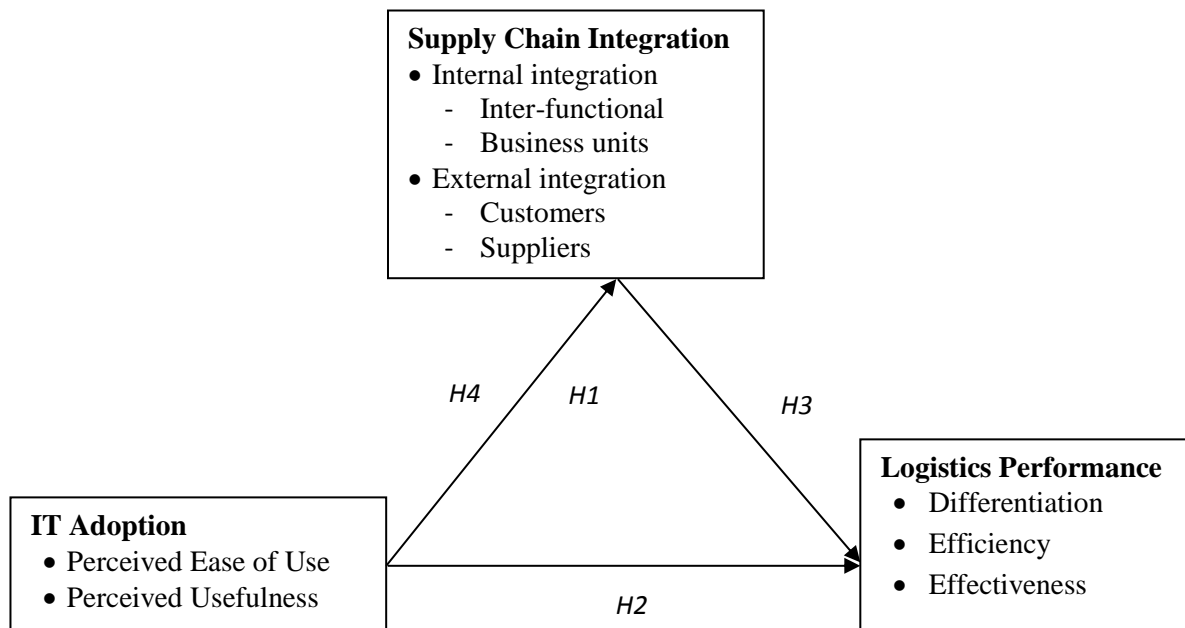 Supply Chain Integration
• Internal integration
- Inter-functional
- Business units
• External integration
- Customers
- Suppliers
H4
H1
H3
Logistics Performance
• Differentiation
• Efficiency
• Effectiveness
IT Adoption
• Perceived Ease of Use
• Perceived Usefulness
H2